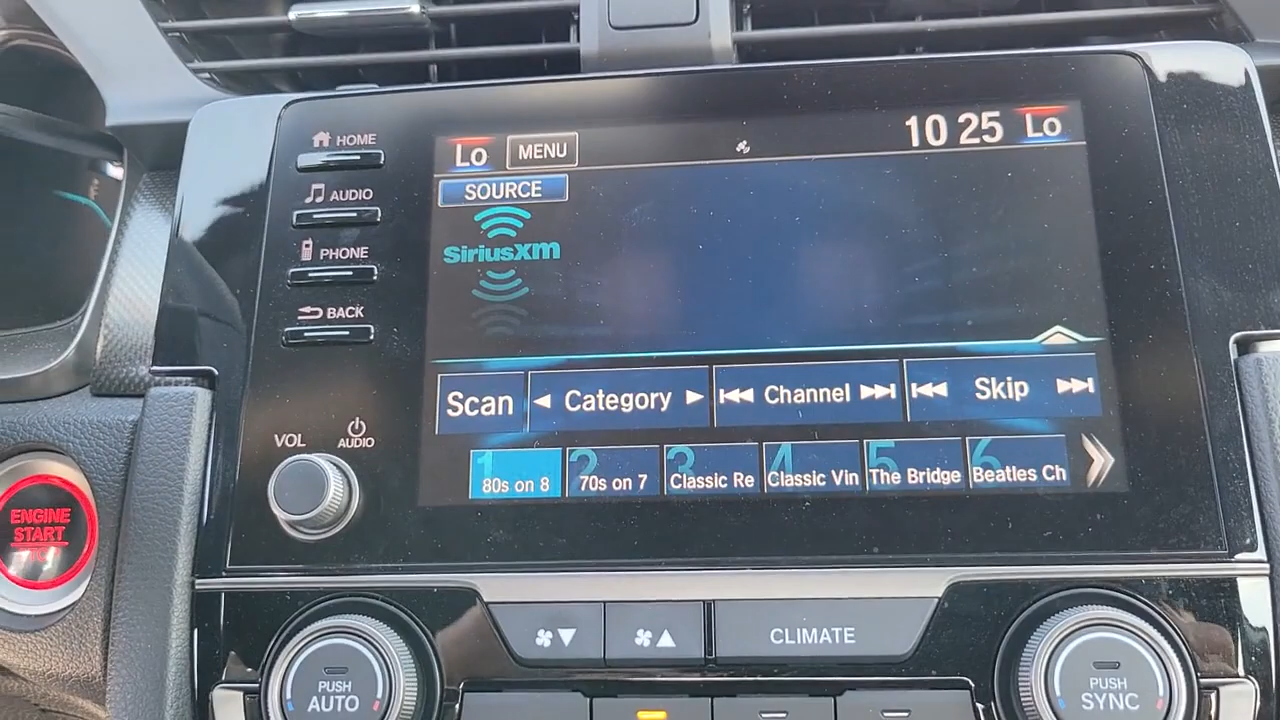 HOME
AUDIO
PHONE
BACK
VOL
AUDIO
Lo
MENU
10 25
Lo
SOURCE
SiriusXm
Scan
Category
Channel
Skip
1
80s on 8
2
70s on 7
3
Classic Re
4
Classic Vin
5
The Bridge
6
Beatles Ch
ENGINE
START
CLIMATE
PUSH
AUTO
PUSH
SYNC